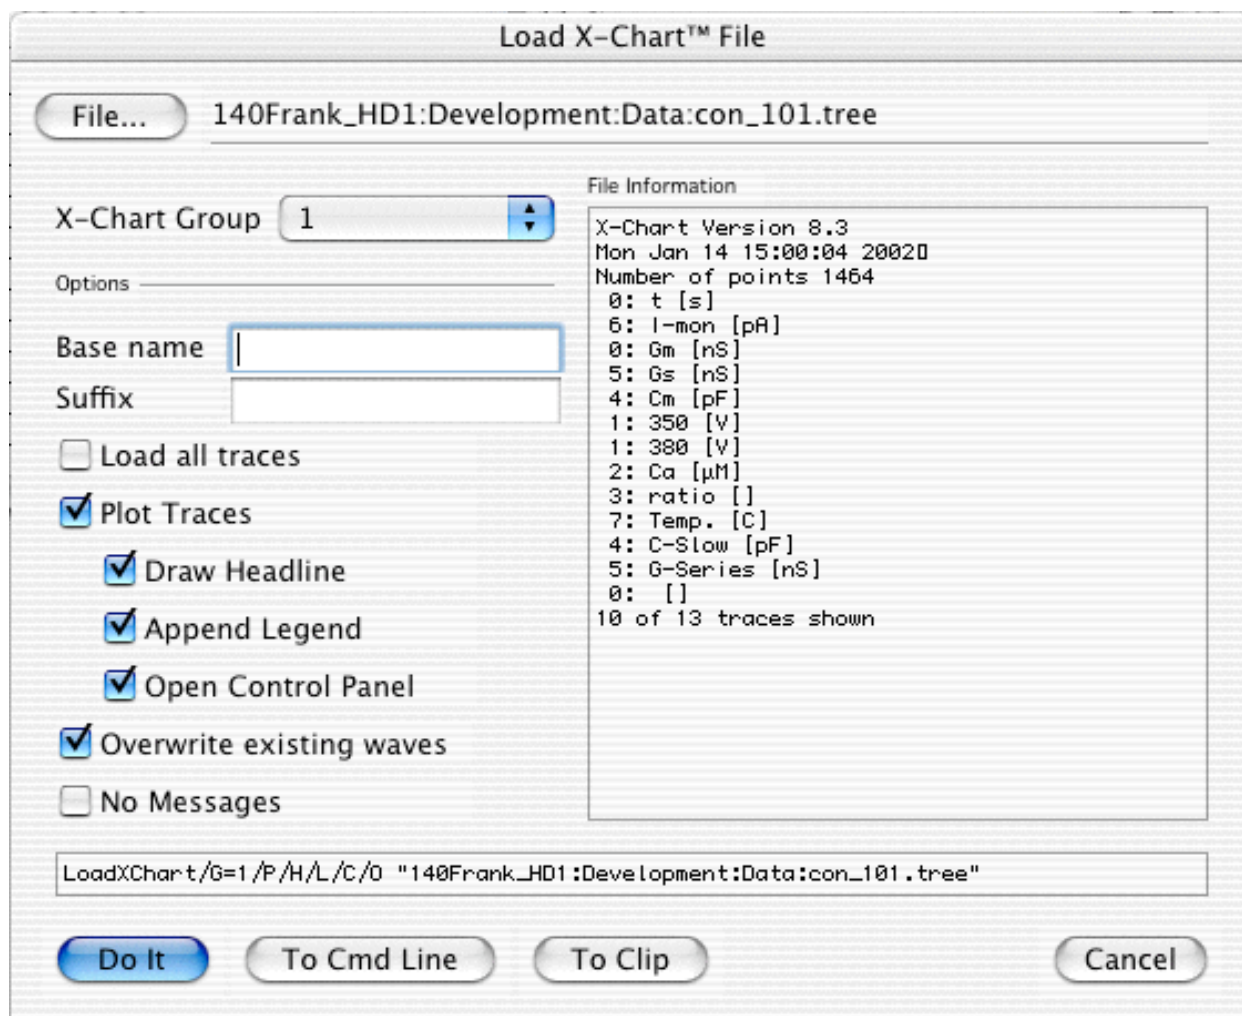 Load X-Chart™ File
File...
140Frank_HD1:Development:Data:con_101.tree
X-Chart Group
1
Options
Base name
Suffix
Load all traces
Plot Traces
Draw Headline
Append Legend
Open Control Panel
Overwrite existing waves
No Messages
File Information
X-Chart Version 8.3
Mon Jan 14 15:00:04 2002▯
Number of points 1464
0: t [s]
6: I-mon [pA]
0: Gm [nS]
5: Gs [nS]
4: Cm [pF]
1: 350 [V]
1: 380 [V]
2: Ca [µM]
3: ratio []
7: Temp. [C]
4: C-Slow [pF]
5: G-Series [nS]
0:  []
10 of 13 traces shown
LoadXChart/G=1/P/H/L/C/O "140Frank_HD1:Development:Data:con_101.tree"
Do It
To Cmd Line
To Clip
Cancel